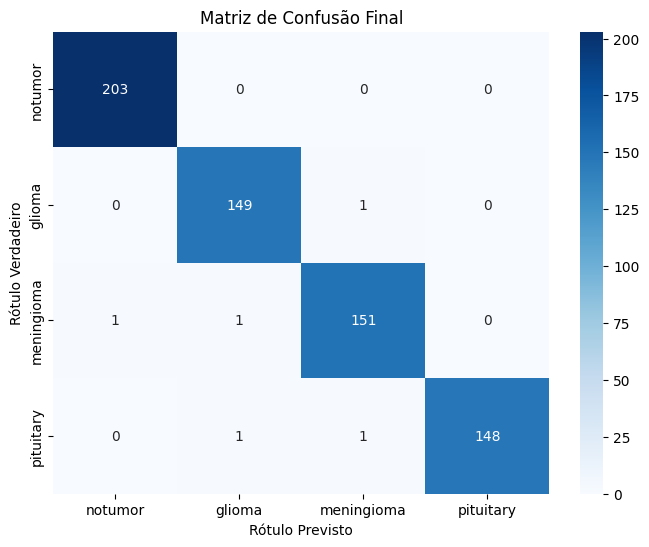 Matriz de Confusão Final
Rótulo Verdadeiro
notumor
203 0 0 0
glioma
0 149 1 0
meningioma
1 1 151 0
pituitary
0 1 1 148
notumor glioma meningioma pituitary
Rótulo Previsto
200
175
150
125
100
75
50
25
0